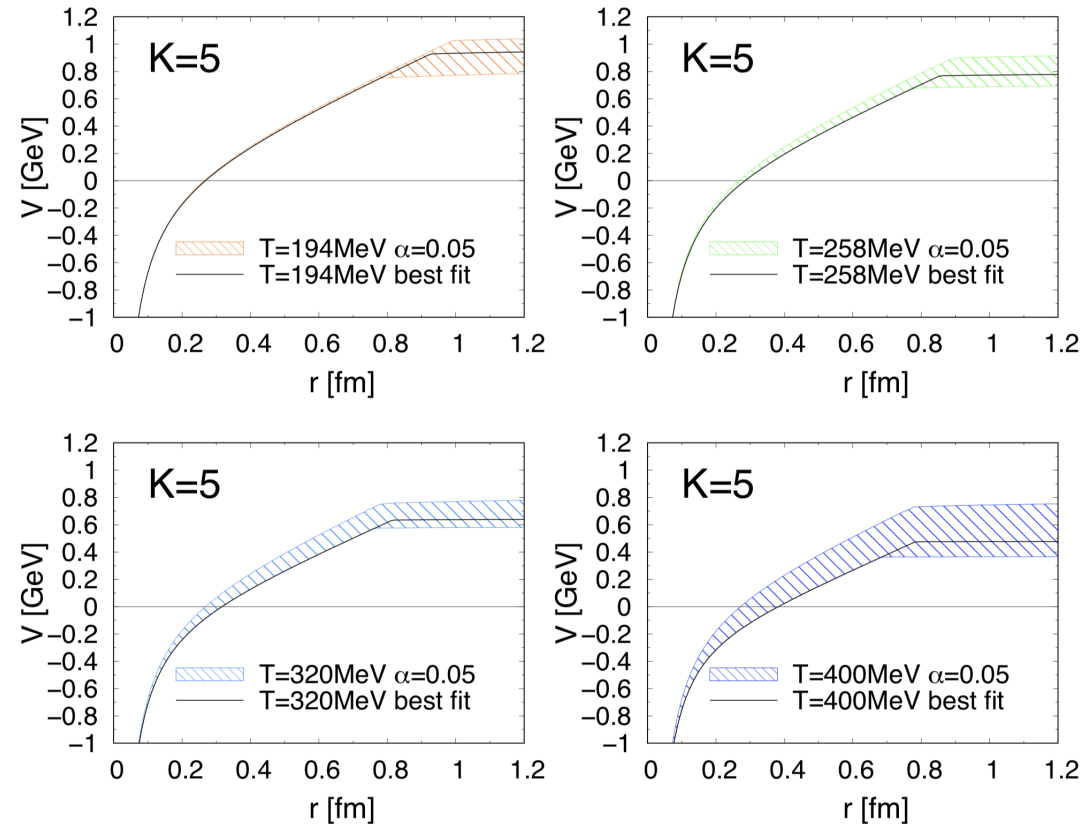 1.2
1
0.8
0.6
0.4
0.2
0
−0.2
−0.4
−0.6
−0.8
−1
V [GeV]
K=5
T=194MeV α=0.05
T=194MeV best fit
0 0.2 0.4 0.6 0.8 1 1.2
r [fm]
1.2
1
0.8
0.6
0.4
0.2
0
−0.2
−0.4
−0.6
−0.8
−1
V [GeV]
K=5
T=258MeV α=0.05
T=258MeV best fit
0 0.2 0.4 0.6 0.8 1 1.2
r [fm]
1.2
1
0.8
0.6
0.4
0.2
0
−0.2
−0.4
−0.6
−0.8
−1
V [GeV]
K=5
T=320MeV α=0.05
T=320MeV best fit
0 0.2 0.4 0.6 0.8 1 1.2
r [fm]
1.2
1
0.8
0.6
0.4
0.2
0
−0.2
−0.4
−0.6
−0.8
−1
V [GeV]
K=5
T=400MeV α=0.05
T=400MeV best fit
0 0.2 0.4 0.6 0.8 1 1.2
r [fm]